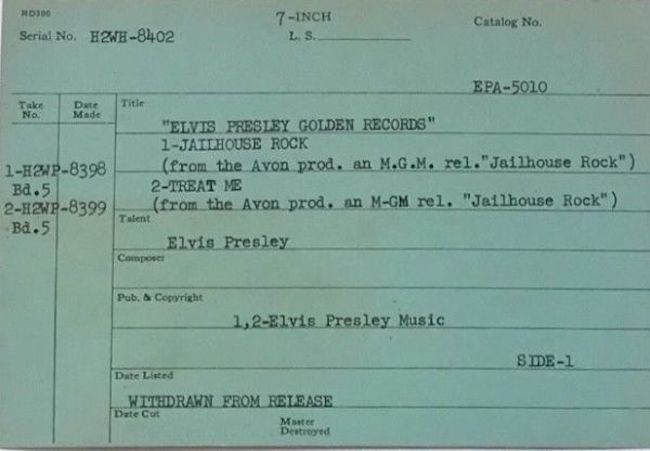 RD300
7-INCH
Catalog No.
Serial No. H2WH-8402
L. S.
EPA-5010
Take No.
Date Made
Title
"ELVIS PRESLEY GOLDEN RECORDS"
1-JAILHOUSE ROCK
1-H2WP-8398
(from the Avon prod. an M.G.M. rel."Jailhouse Rock")
Bd.5
2-TREAT ME
2-H2WP-8399
(from the Avon prod. an M-GM rel. "Jailhouse Rock")
Bd.5
Talent
Elvis Presley
Composer
Pub. & Copyright
1,2-Elvis Presley Music
SIDE-1
Date Listed
WITHDRAWN FROM RELEASE
Date Cut
Master
Destroyed